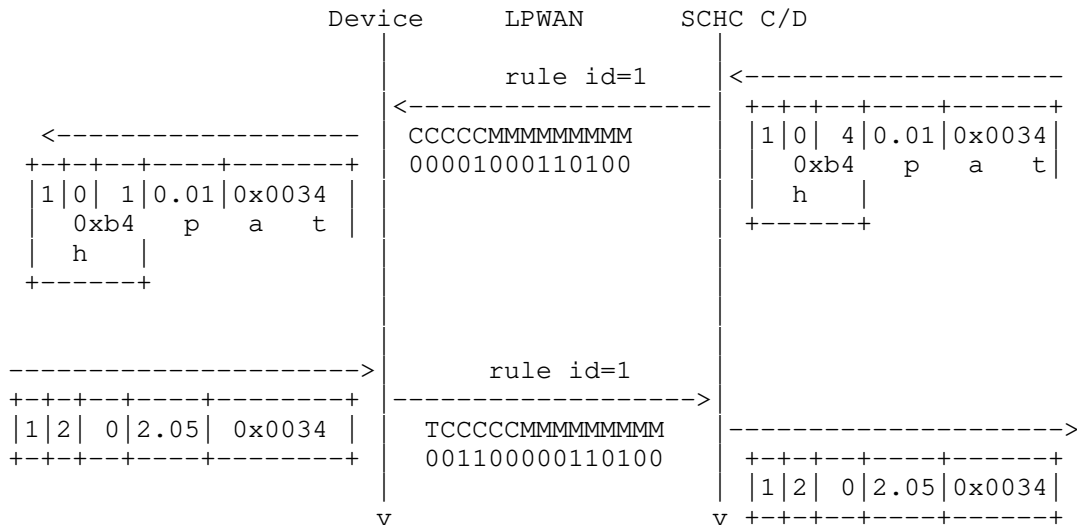 Device LPWAN SCHC C/D
rule id=1 |<--------------------
|<-------------------| +-+-+--+----+------+
<------------------- CCCCCMMMMMMMMM |1|0| 4|0.01|0x0034|
+-+-+--+----+-------+ 00001000110100 | 0xb4 p a t|
|1|0| 1|0.01|0x0034 | | h |
| 0xb4 p a t | +------+
| h |
+------+
---------------------->| rule id=1
+-+-+--+----+--------+ |------------------->
|1|2| 0|2.05| 0x0034 | TCCCCCMMMMMMMMM |--------------------->
+-+-+--+----+--------+ 001100000110100 +-+-+--+----+------+
|1|2| 0|2.05|0x0034|
v v +-+-+--+----+------+